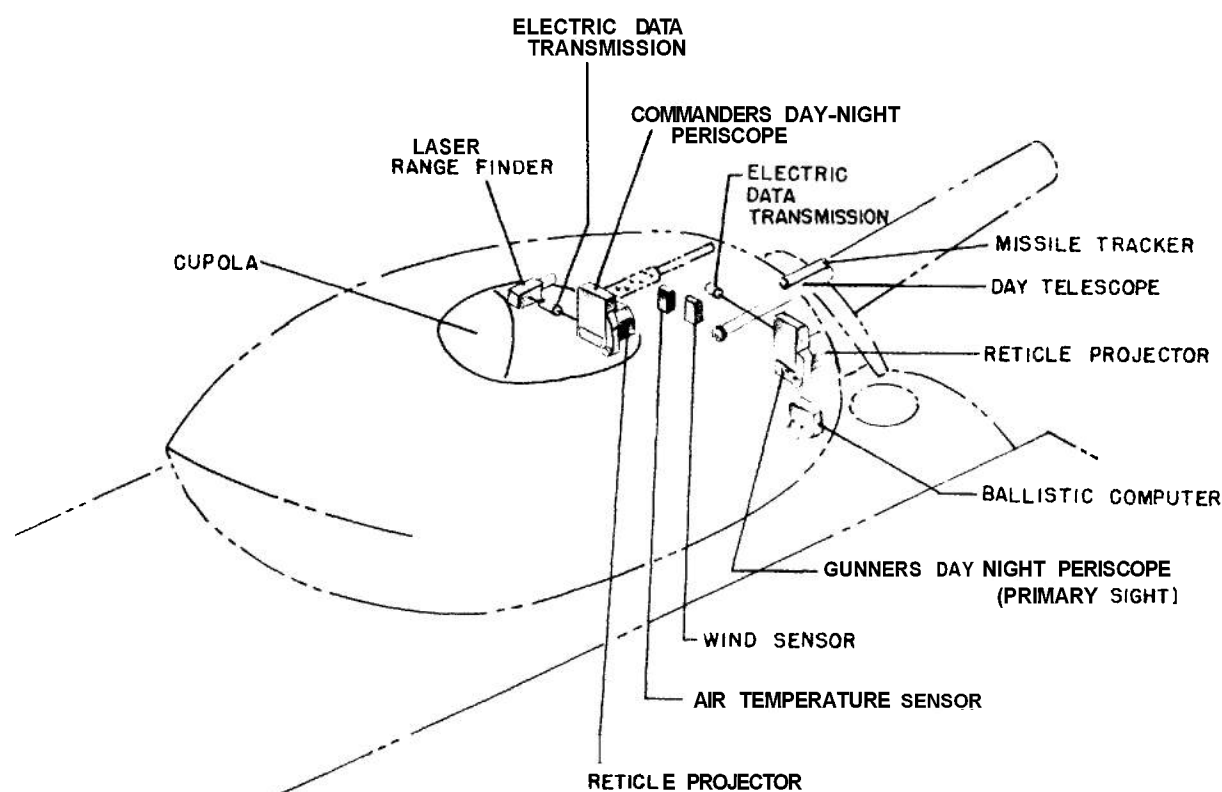 ELECTRIC DATA
TRANSMISSION
COMMANDERS DAY-NIGHT
PERISCOPE
LASER
RANGE FINDER
ELECTRIC
DATA
TRANSMISSION
MISSILE TRACKER
CUPOLA
DAY TELESCOPE
RETICLE PROJECTOR
BALLISTIC COMPUTER
GUNNERS DAY NIGHT PERISCOPE
(PRIMARY SIGHT)
WIND SENSOR
AIR TEMPERATURE SENSOR
RETICLE PROJECTOR